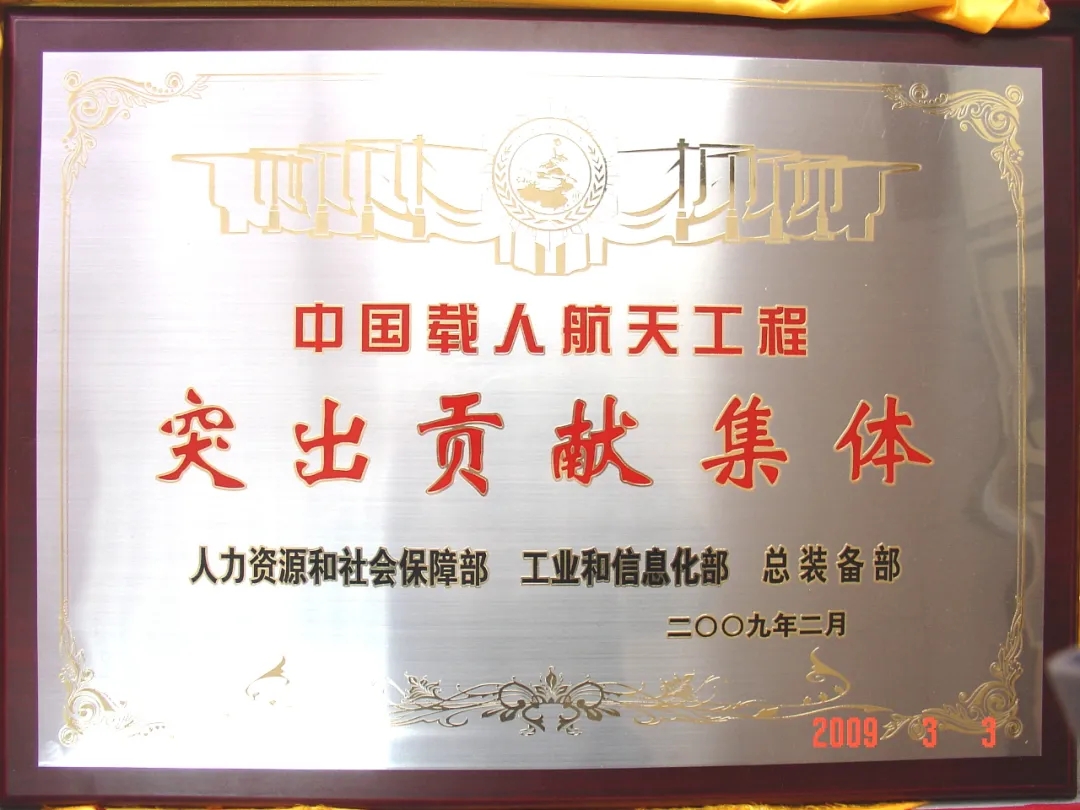 中国载人航天工程
突出贡献集体
人力资源和社会保障部 工业和信息化部 总装备部
二〇〇九年二月
2009 3 3